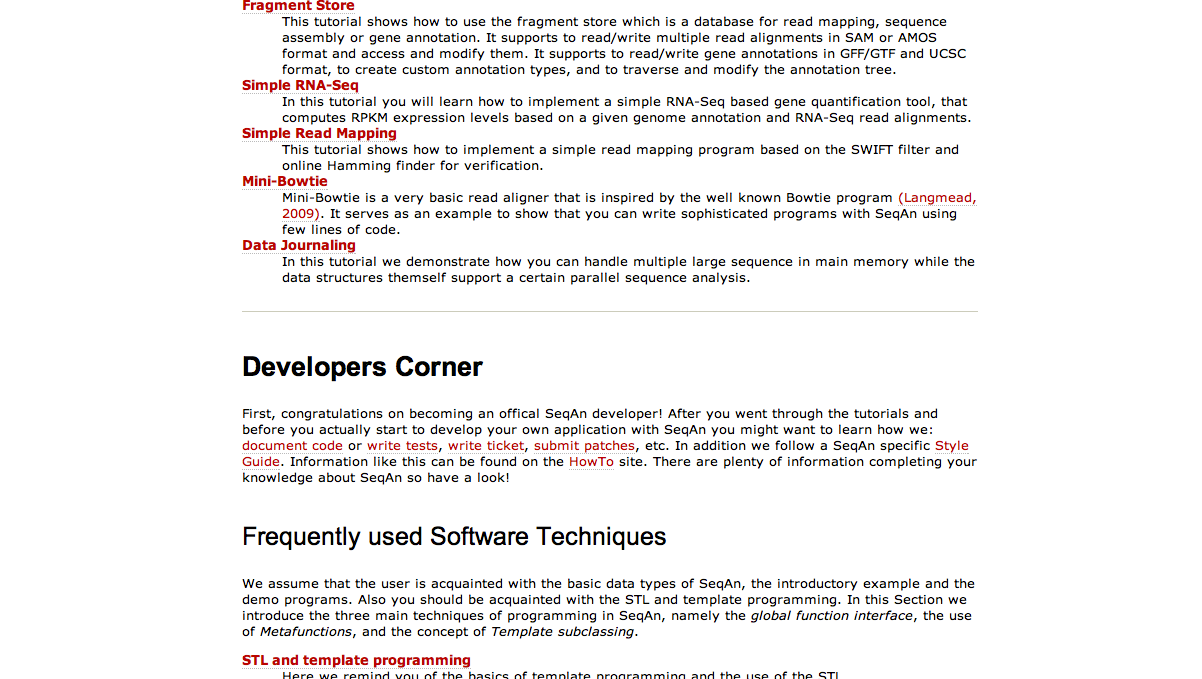 Fragment Store
This tutorial shows how to use the fragment store which is a database for read mapping, sequence
assembly or gene annotation. It supports to read/write multiple read alignments in SAM or AMOS
format and access and modify them. It supports to read/write gene annotations in GFF/GTF and UCSC
format, to create custom annotation types, and to traverse and modify the annotation tree.
Simple RNA-Seq
In this tutorial you will learn how to implement a simple RNA-Seq based gene quantification tool, that
computes RPKM expression levels based on a given genome annotation and RNA-Seq read alignments.
Simple Read Mapping
This tutorial shows how to implement a simple read mapping program based on the SWIFT filter and
online Hamming finder for verification.
Mini-Bowtie
Mini-Bowtie is a very basic read aligner that is inspired by the well known Bowtie program (Langmead,
2009). It serves as an example to show that you can write sophisticated programs with SeqAn using
few lines of code.
Data Journaling
In this tutorial we demonstrate how you can handle multiple large sequence in main memory while the
data structures themself support a certain parallel sequence analysis.
Developers Corner
First, congratulations on becoming an offical SeqAn developer! After you went through the tutorials and
before you actually start to develop your own application with SeqAn you might want to learn how we:
document code or write tests, write ticket, submit patches, etc. In addition we follow a SeqAn specific Style
Guide. Information like this can be found on the HowTo site. There are plenty of information completing your
knowledge about SeqAn so have a look!
Frequently used Software Techniques
We assume that the user is acquainted with the basic data types of SeqAn, the introductory example and the
demo programs. Also you should be acquainted with the STL and template programming. In this Section we
introduce the three main techniques of programming in SeqAn, namely the global function interface, the use
of Metafunctions, and the concept of Template subclassing.
STL and template programming
Here we remind you of the basics of template programming and the use of the STL.